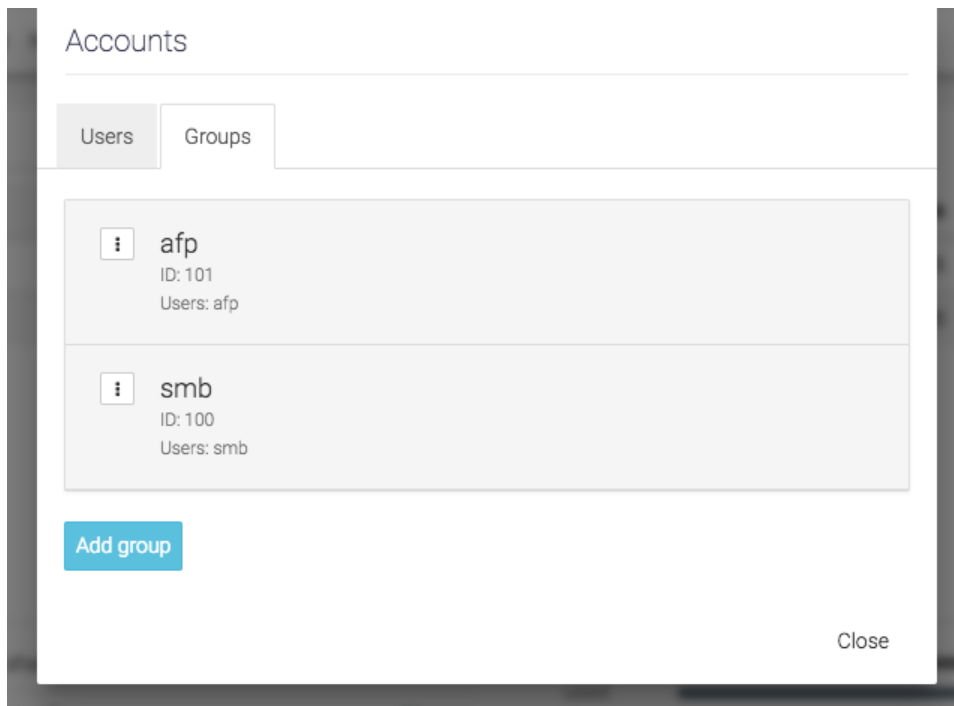 Accounts
Users
Groups
afp
ID: 101
Users: afp
smb
ID: 100
Users: smb
Add group
Close